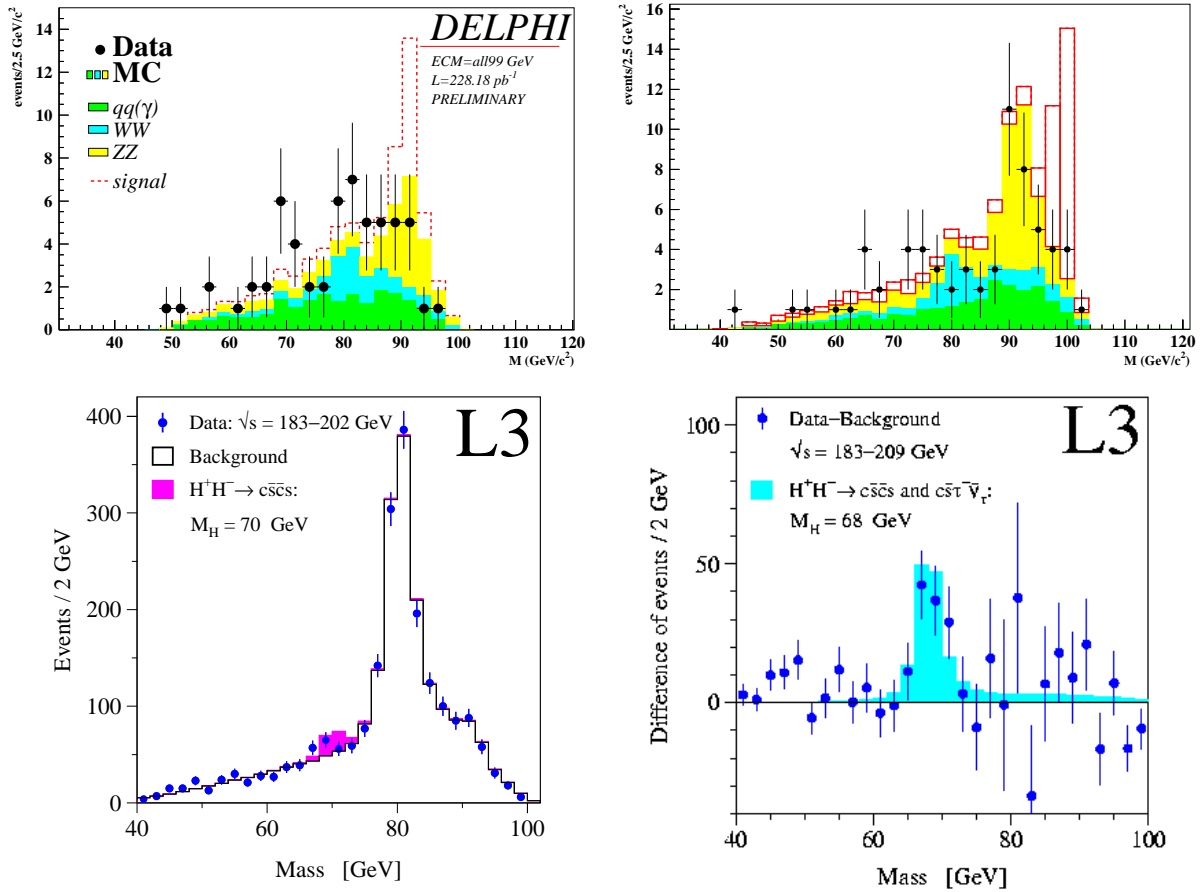 events/2.5 GeV/c²
14
12
10
8
6
4
2
0
Data
MC
qq(γ)
WW
ZZ
signal
DELPHI
ECM=all99 GeV
L=228.18 pb⁻¹
PRELIMINARY
30 40 50 60 70 80 90 100 110 120
M (GeV/c²)
events/2.5 GeV/c²
16
14
12
10
8
6
4
2
0
40 50 60 70 80 90 100 110 120
M (GeV/c²)
Events / 2 GeV
400
300
200
100
0
Data: √s = 183–202 GeV
Background
H⁺H⁻→ cs̄c̄s:
M_H = 70 GeV
L3
40 60 80 100
Mass [GeV]
Difference of events / 2 GeV
100
50
0
Data–Background
√s = 183–209 GeV
H⁺H⁻→ cs̄c̄s and cs̄τ⁻ν̄_τ:
M_H = 68 GeV
L3
40 60 80 100
Mass [GeV]